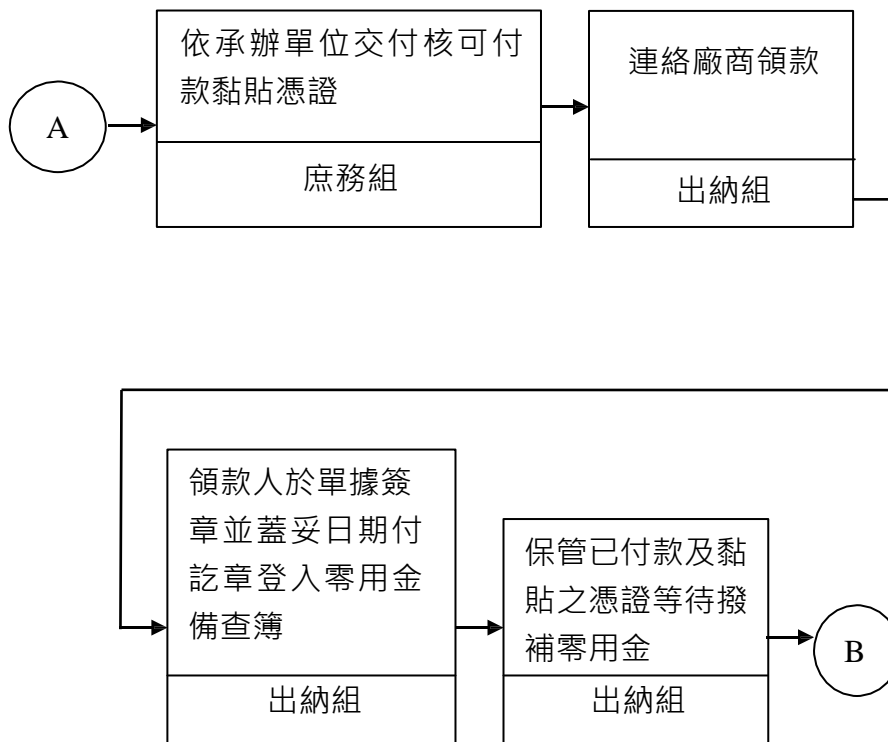 A
依承辦單位交付核可付
款黏貼憑證
庶務組
連絡廠商領款
出納組
領款人於單據簽
章並蓋妥日期付
訖章登入零用金
備查簿
出納組
保管已付款及黏
貼之憑證等待撥
補零用金
出納組
B